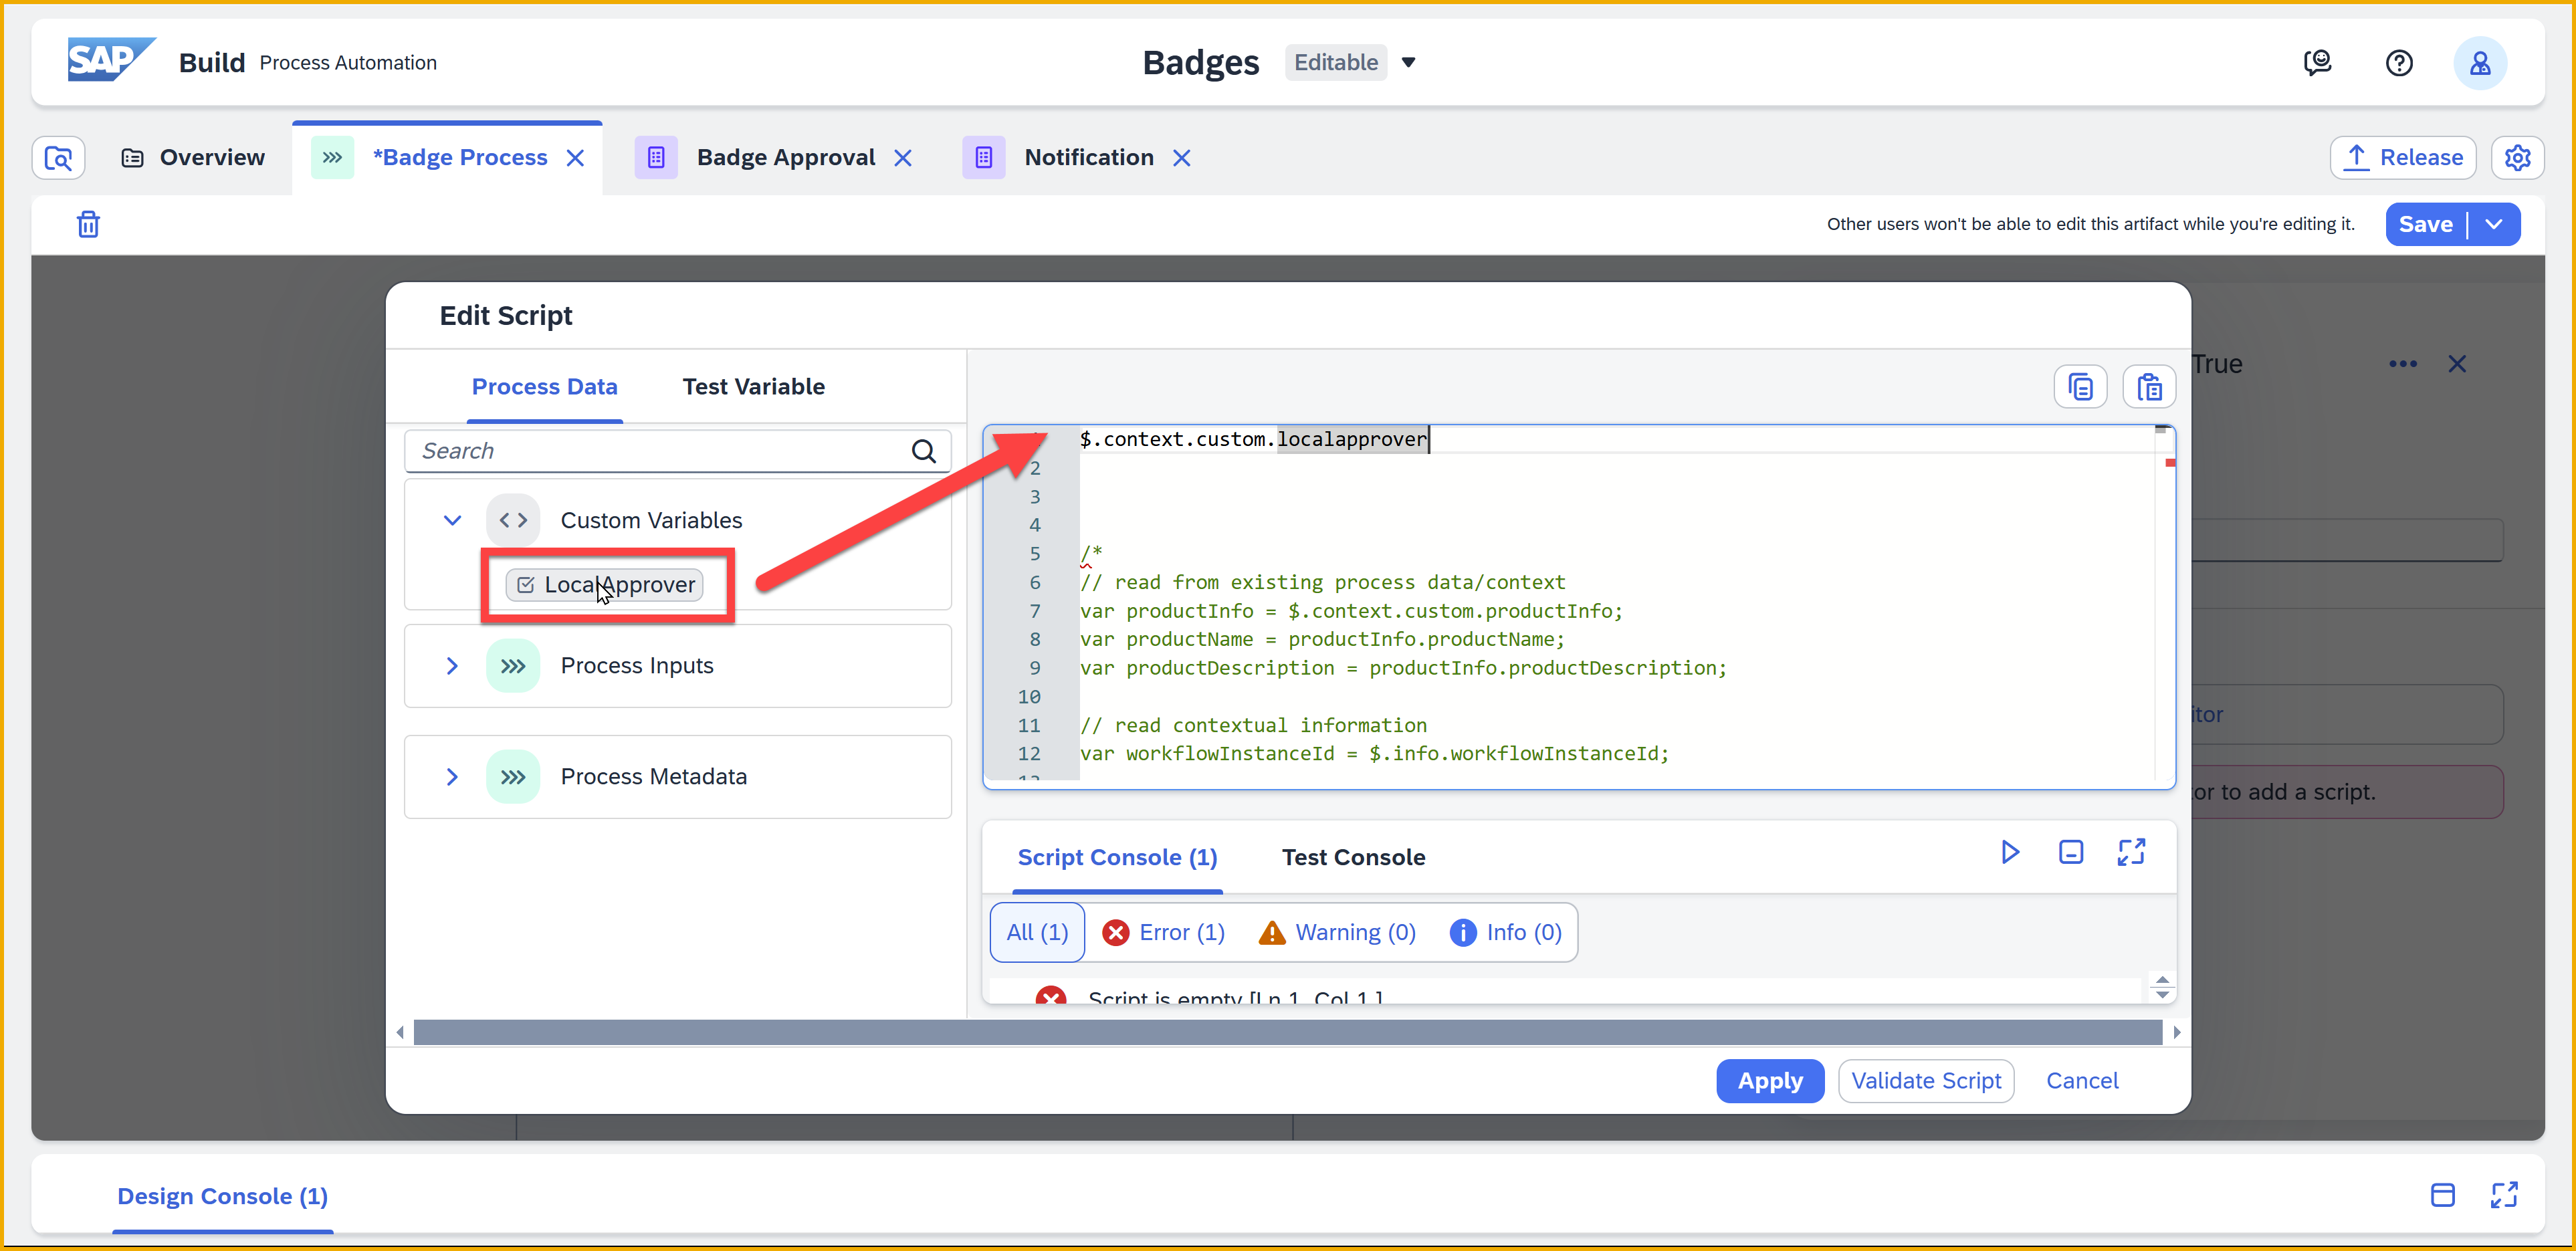 SAP Build Process Automation
Badges Editable
Overview *Badge Process Badge Approval Notification Release
Other users won't be able to edit this artifact while you're editing it. Save
Edit Script
True
Process Data Test Variable
Search
Custom Variables
LocalApprover
Process Inputs
Process Metadata
$.context.custom.localapprover
2
3
4
5 /*
6 // read from existing process data/context
7 var productInfo = $.context.custom.productInfo;
8 var productName = productInfo.productName;
9 var productDescription = productInfo.productDescription;
10
11 // read contextual information
12 var workflowInstanceId = $.info.workflowInstanceId;
13
itor
or to add a script.
Script Console (1) Test Console
All (1) Error (1) Warning (0) Info (0)
Script is empty [Ln 1, Col 1 ]
Apply Validate Script Cancel
Design Console (1)